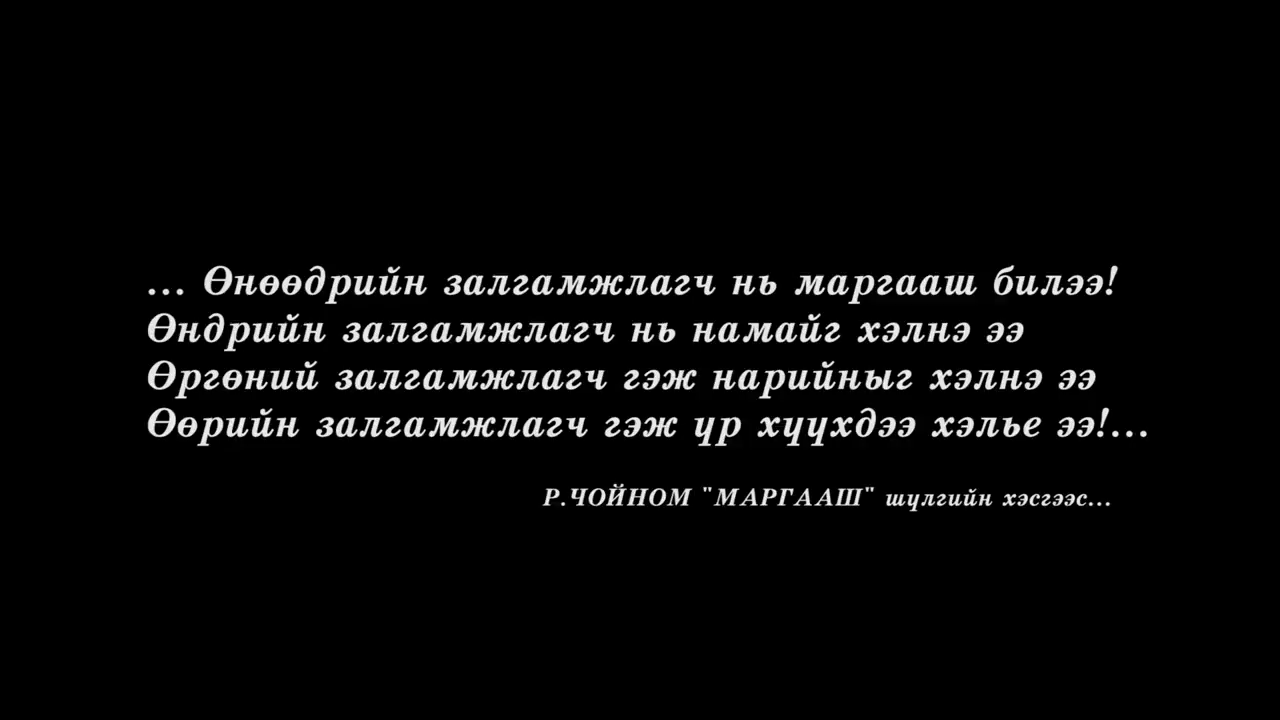 ... Өнөөдрийн залгамжлагч нь маргааш билээ!
Өндрийн залгамжлагч нь намайг хэлнэ ээ
Өргөний залгамжлагч гэж нарийныг хэлнэ ээ
Өөрийн залгамжлагч гэж үр хүүхдээ хэлье ээ!...
Р.ЧОЙНОМ "МАРГААШ" шүлгийн хэсгээс...